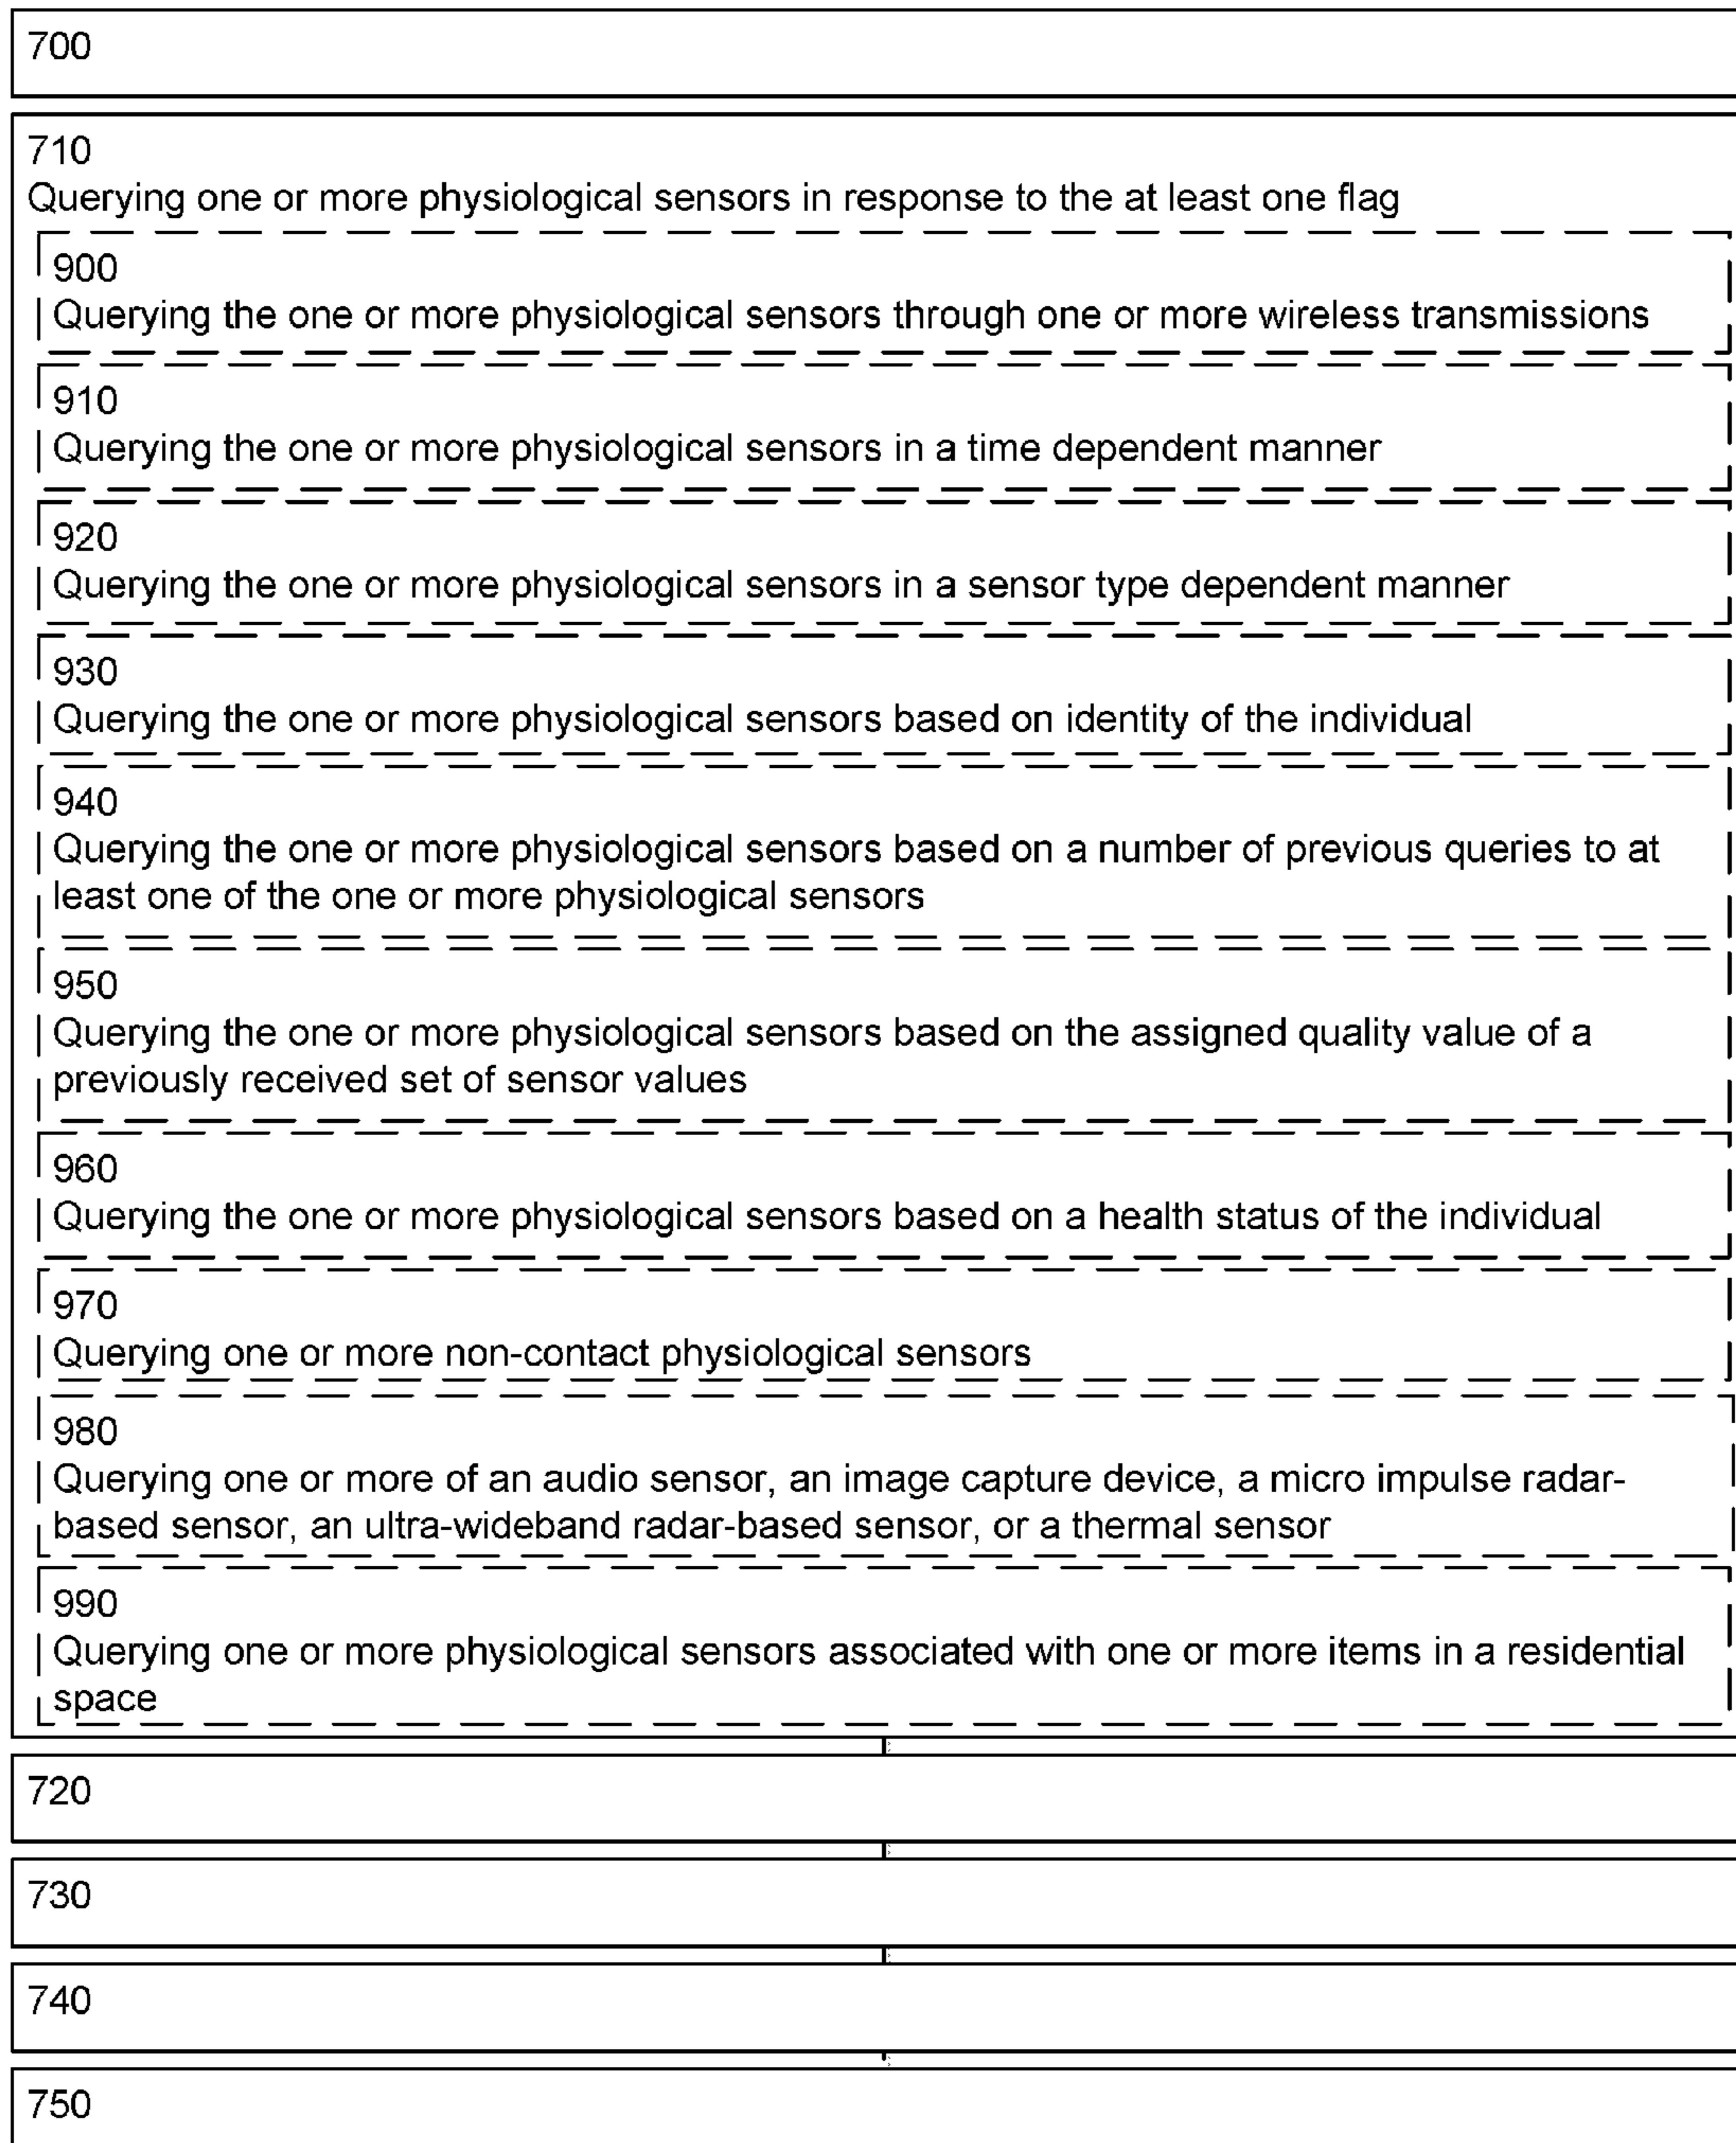 700
710
Querying one or more physiological sensors in response to the at least one flag
900
Querying the one or more physiological sensors through one or more wireless transmissions
910
Querying the one or more physiological sensors in a time dependent manner
920
Querying the one or more physiological sensors in a sensor type dependent manner
930
Querying the one or more physiological sensors based on identity of the individual
940
Querying the one or more physiological sensors based on a number of previous queries to at
least one of the one or more physiological sensors
950
Querying the one or more physiological sensors based on the assigned quality value of a
previously received set of sensor values
960
Querying the one or more physiological sensors based on a health status of the individual
970
Querying one or more non-contact physiological sensors
980
Querying one or more of an audio sensor, an image capture device, a micro impulse radar-
based sensor, an ultra-wideband radar-based sensor, or a thermal sensor
990
Querying one or more physiological sensors associated with one or more items in a residential
space
720
730
740
750